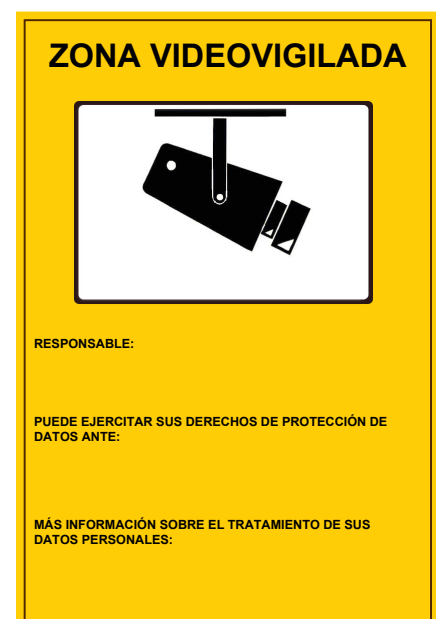 ZONA VIDEOVIGILADA
RESPONSABLE:
PUEDE EJERCITAR SUS DERECHOS DE PROTECCIÓN DE
DATOS ANTE:
MÁS INFORMACIÓN SOBRE EL TRATAMIENTO DE SUS
DATOS PERSONALES: